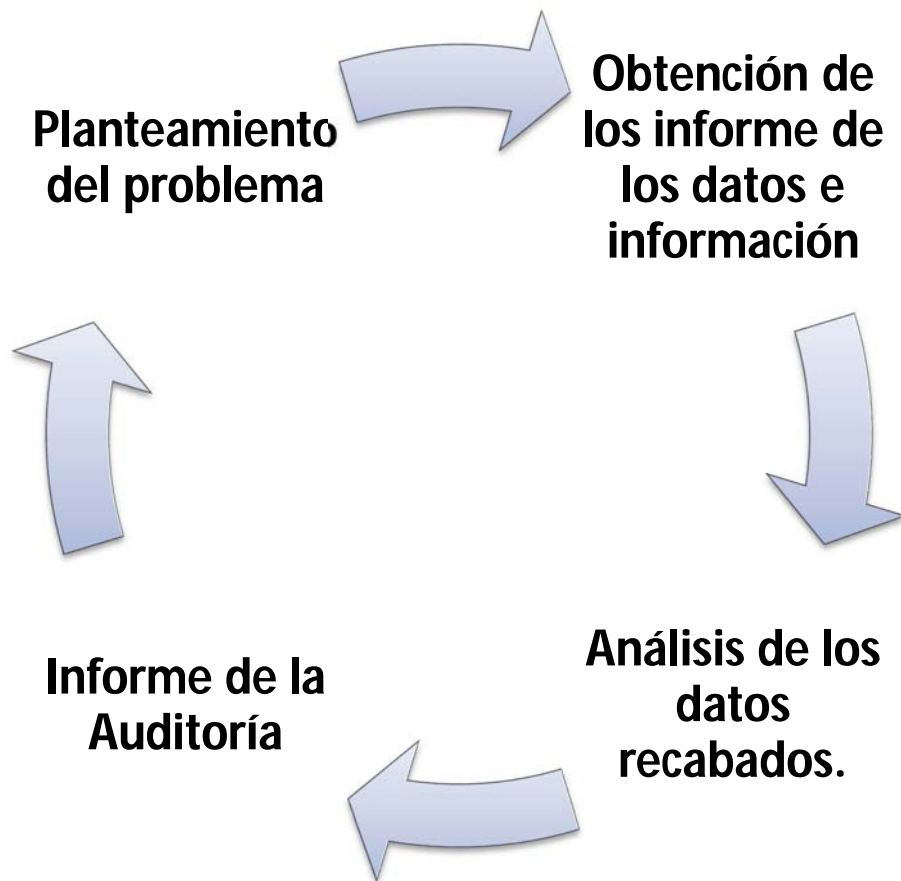 Planteamiento
del problema
Obtención de
los informe de
los datos e
información
Análisis de los
datos
recabados.
Informe de la
Auditoría